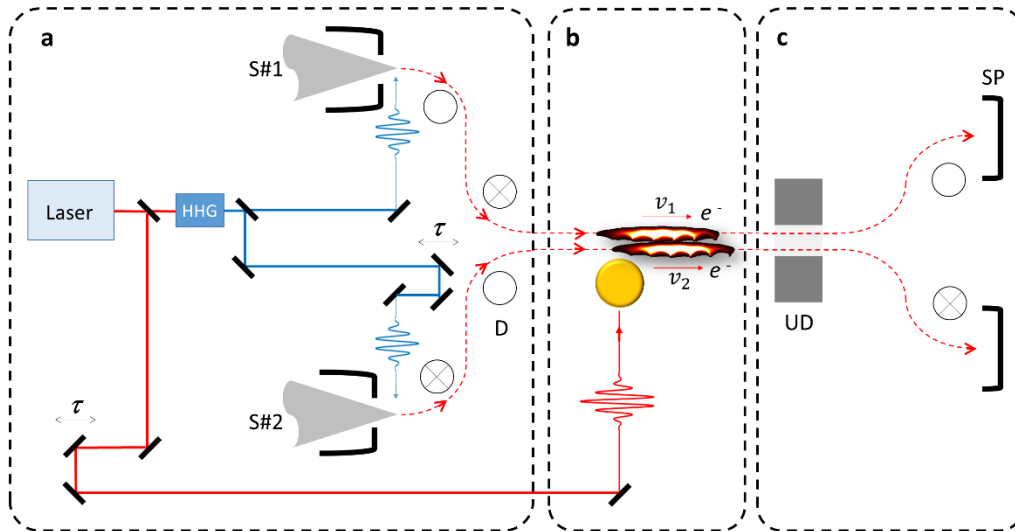 a
b
c
S#1
SP
Laser
HHG
τ
v1 e-
v2 e-
D
UD
S#2
τ